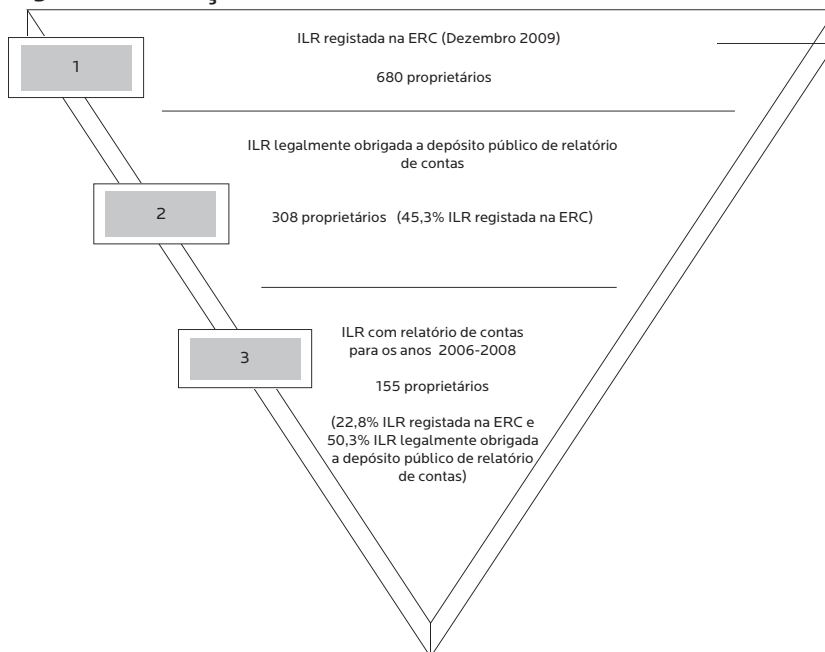 1
ILR registada na ERC (Dezembro 2009)
680 proprietários
ILR legalmente obrigada a depósito público de relatório
de contas
2
308 proprietários (45,3% ILR registada na ERC)
3
ILR com relatório de contas
para os anos 2006-2008
155 proprietários
(22,8% ILR registada na ERC e
50,3% ILR legalmente obrigada
a depósito público de relatório
de contas)